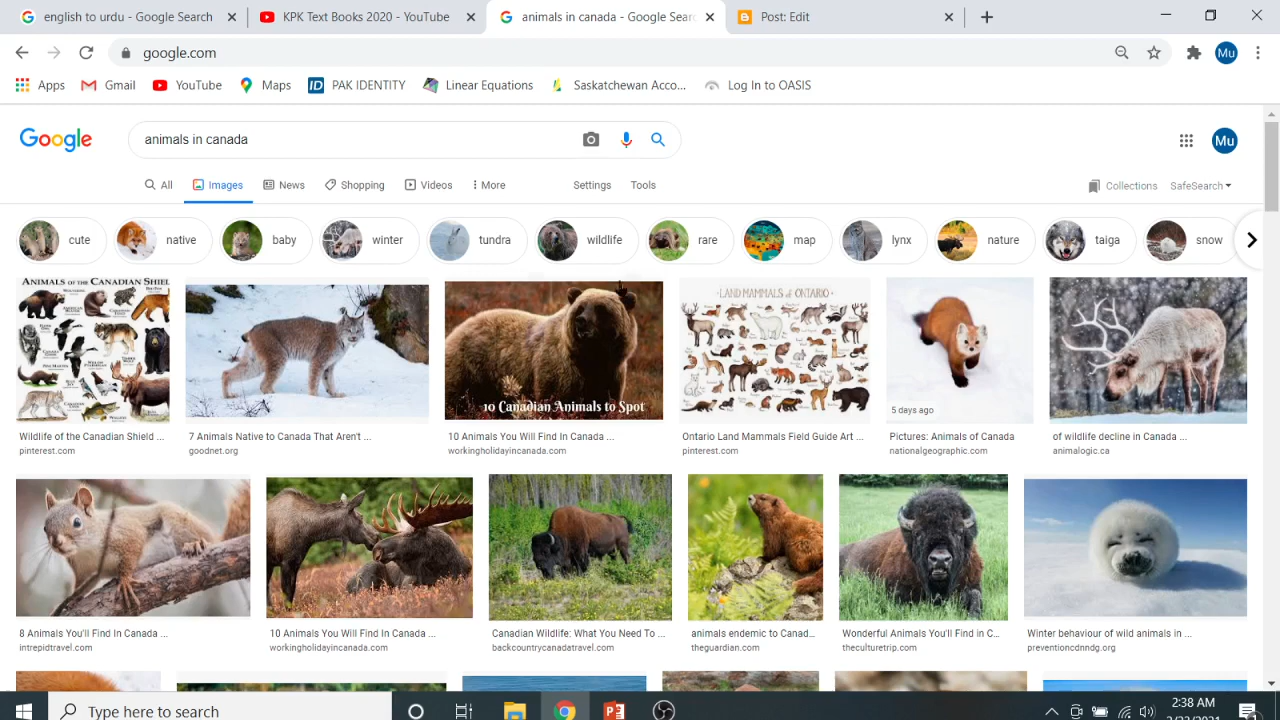 english to urdu - Google Search
KPK Text Books 2020 - YouTube
animals in canada - Google Sear
Post: Edit
google.com
Mu
Apps
Gmail
YouTube
Maps
ID PAK IDENTITY
Linear Equations
Saskatchewan Acco...
Log In to OASIS
Google
animals in canada
Mu
All
Images
News
Shopping
Videos
More
Settings
Tools
Collections
SafeSearch
cute
native
baby
winter
tundra
wildlife
rare
map
lynx
nature
taiga
snow
ANIMALS OF THE CANADIAN SHIEL
10 Canadian Animals to Spot
LAND MAMMALS OF ONTARIO
5 days ago
Wildlife of the Canadian Shield ...
pinterest.com
7 Animals Native to Canada That Aren't ...
goodnet.org
10 Animals You Will Find In Canada ...
workingholidayincanada.com
Ontario Land Mammals Field Guide Art ...
pinterest.com
Pictures: Animals of Canada
nationalgeographic.com
of wildlife decline in Canada ...
animalogic.ca
8 Animals You'll Find In Canada ...
intrepidtravel.com
10 Animals You Will Find In Canada ...
workingholidayincanada.com
Canadian Wildlife: What You Need To ...
backcountrycanadatravel.com
animals endemic to Canad...
theguardian.com
Wonderful Animals You'll Find in C...
theculturetrip.com
Winter behaviour of wild animals in ...
preventioncdnndg.org
Type here to search
2:38 AM